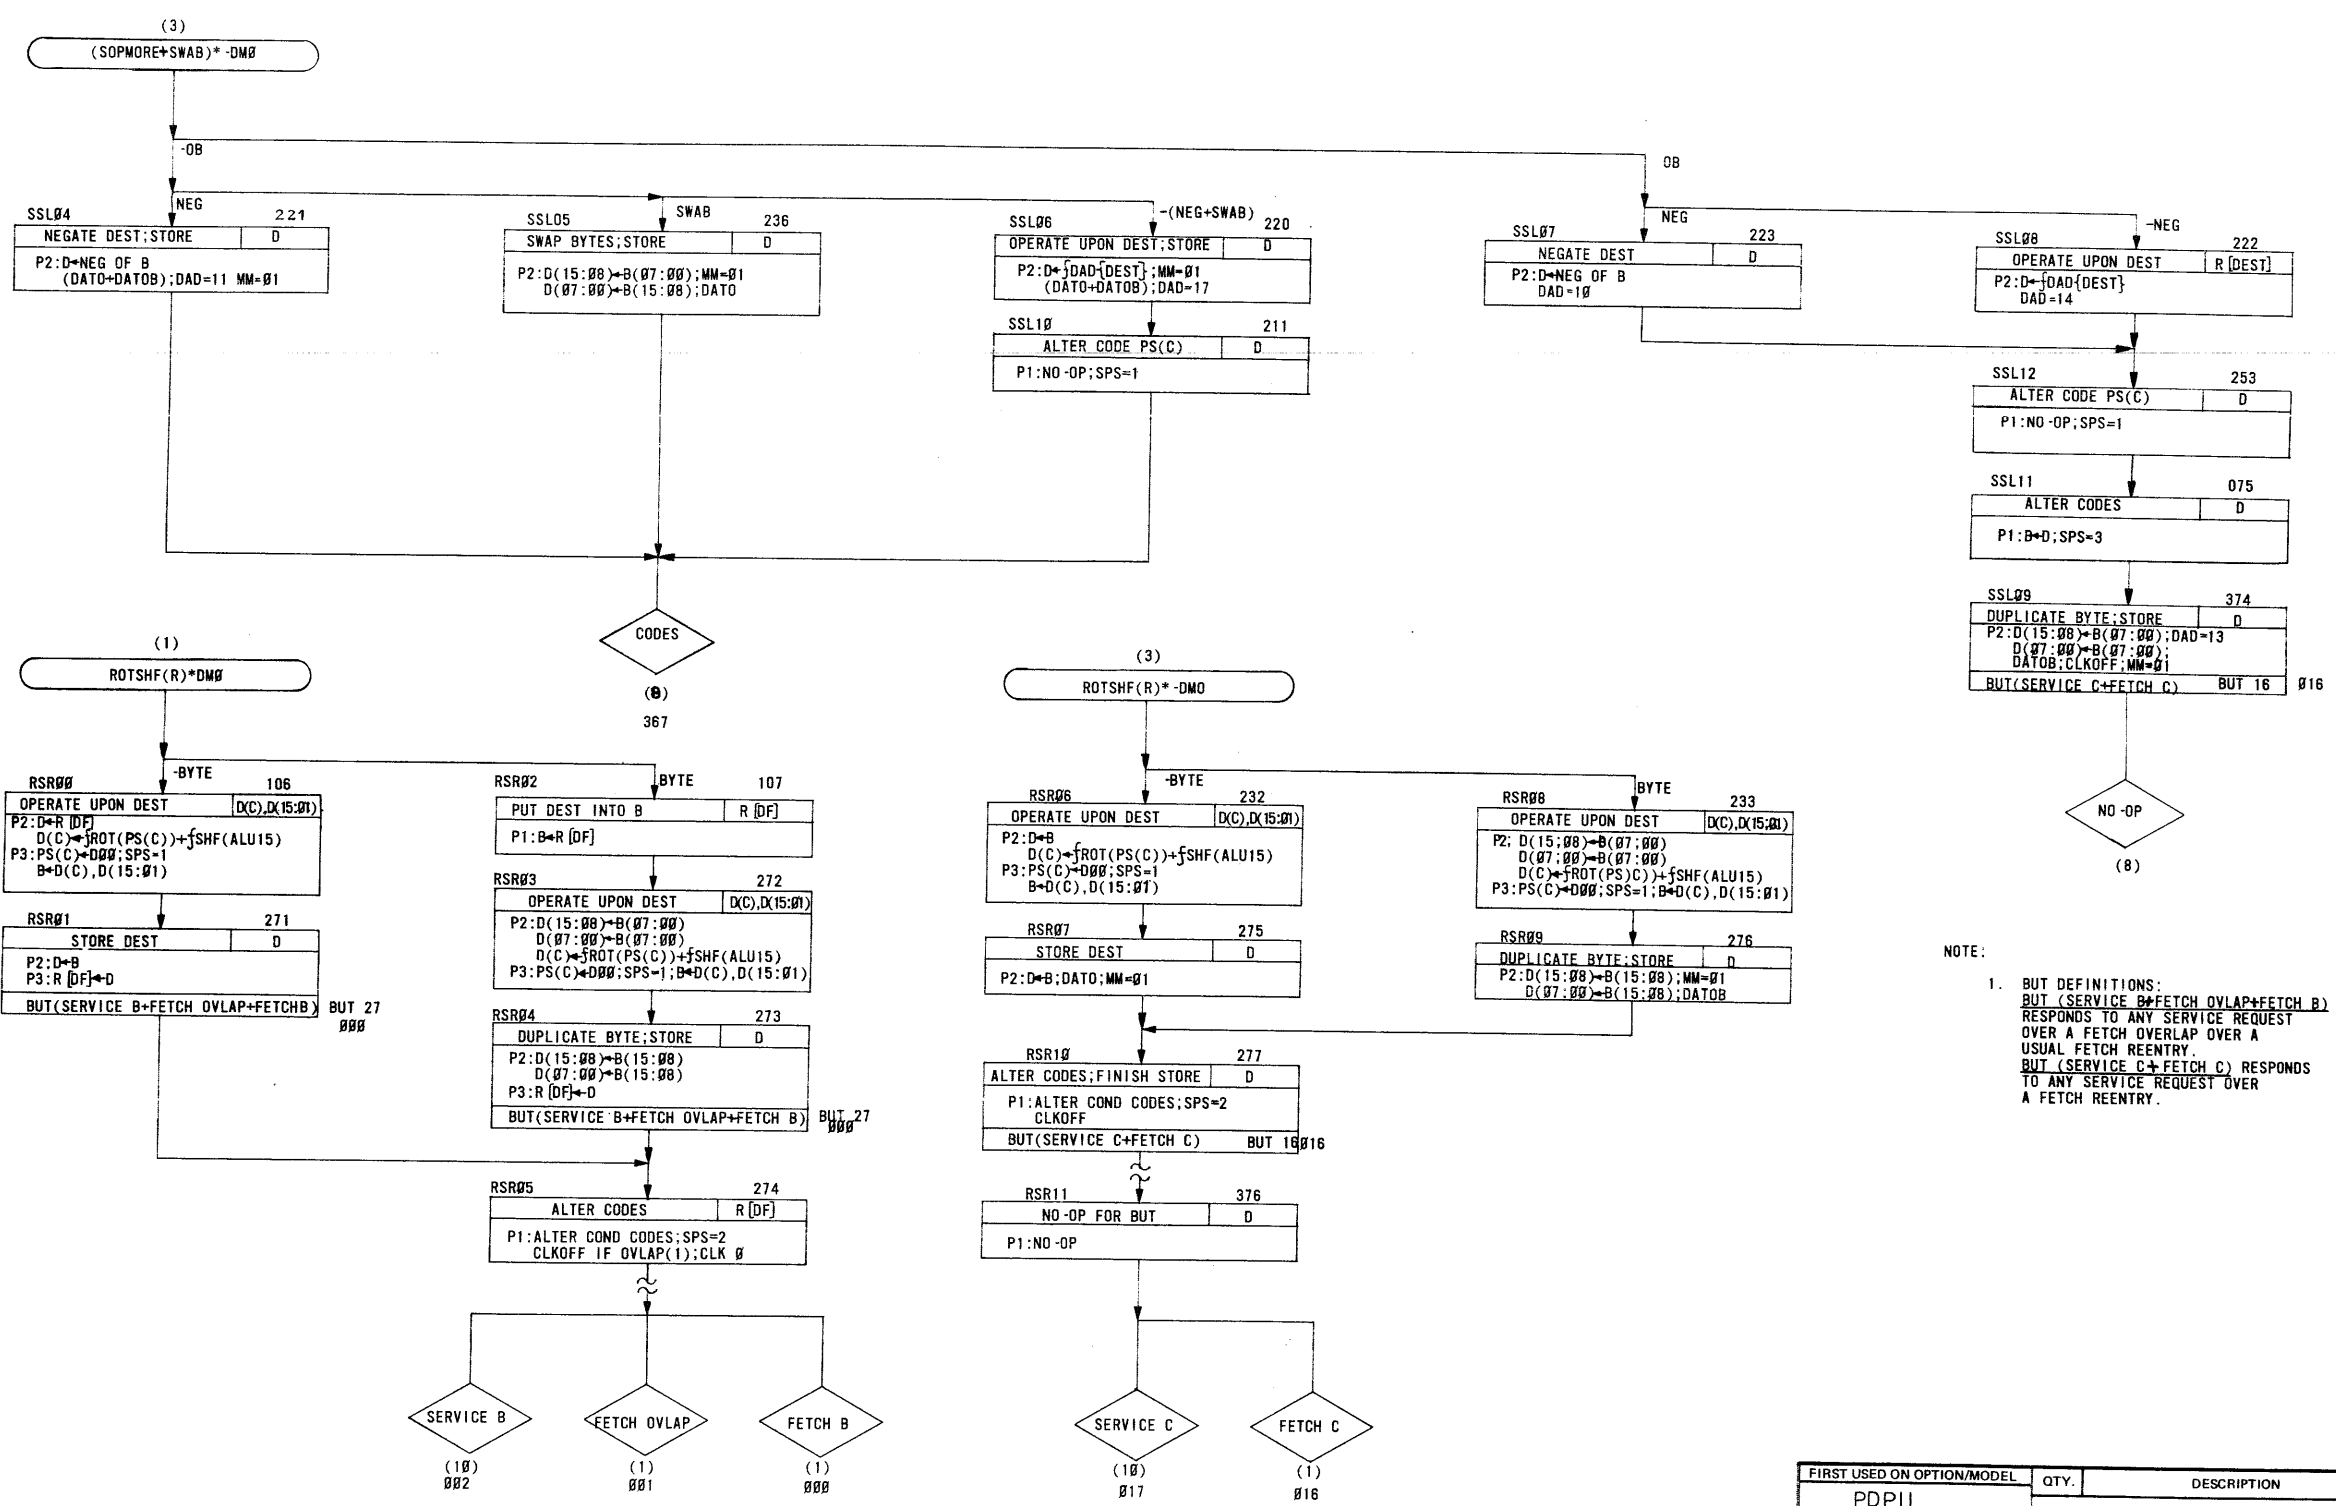 (3)
(SOPMORE+SWAB)* -DMØ
-OB
OB
NEG
SSLØ4 221
NEGATE DEST;STORE D
P2:D←NEG OF B
(DATO+DATOB);DAD=11 MM=Ø1
SWAB
SSL05 236
SWAP BYTES;STORE D
P2:D(15:Ø8)←B(Ø7:ØØ);MM=Ø1
D(Ø7:ØØ)←B(15:Ø8);DATO
-(NEG+SWAB)
SSLØ6 220
OPERATE UPON DEST;STORE D
P2:D←ƒDAD{DEST};MM=Ø1
(DATO+DATOB);DAD=17
SSL1Ø 211
ALTER CODE PS(C) D
P1:NO-OP;SPS=1
NEG
SSLØ7 223
NEGATE DEST D
P2:D←NEG OF B
DAD=1Ø
-NEG
SSLØ8 222
OPERATE UPON DEST R[DEST]
P2:D←ƒDAD{DEST}
DAD=14
SSL12 253
ALTER CODE PS(C) D
P1:NO-OP;SPS=1
SSL11 075
ALTER CODES D
P1:B←D;SPS=3
SSLØ9 374
DUPLICATE BYTE;STORE D
P2:D(15:Ø8)←B(Ø7:ØØ);DAD=13
D(Ø7:ØØ)←B(Ø7:ØØ);
DATOB;CLKOFF;MM=Ø1
BUT(SERVICE C+FETCH C) BUT 16 Ø16
NO-OP
(8)
CODES
(8)
367
(1)
ROTSHF(R)*DMØ
-BYTE
RSRØØ 106
OPERATE UPON DEST D(C),D(15:Ø1)
P2:D←R[DF]
D(C)←ƒROT(PS(C))+ƒSHF(ALU15)
P3:PS(C)←DØØ;SPS=1
B←D(C),D(15:Ø1)
RSRØ1 271
STORE DEST D
P2:D←B
P3:R[DF]←D
BUT(SERVICE B+FETCH OVLAP+FETCHB) BUT 27
ØØØ
BYTE
RSRØ2 107
PUT DEST INTO B R[DF]
P1:B←R[DF]
RSRØ3 272
OPERATE UPON DEST D(C),D(15:Ø1)
P2:D(15:Ø8)←B(Ø7:ØØ)
D(Ø7:ØØ)←B(Ø7:ØØ)
D(C)←ƒROT(PS(C))+ƒSHF(ALU15)
P3:PS(C)←DØØ;SPS=1;B←D(C),D(15:Ø1)
RSRØ4 273
DUPLICATE BYTE;STORE D
P2:D(15:Ø8)←B(15:Ø8)
D(Ø7:ØØ)←B(15:Ø8)
P3:R[DF]←D
BUT(SERVICE B+FETCH OVLAP+FETCH B) BUT 27
ØØØ
RSRØ5 274
ALTER CODES R[DF]
P1:ALTER COND CODES;SPS=2
CLKOFF IF OVLAP(1);CLK Ø
SERVICE B
(1Ø)
ØØ2
FETCH OVLAP
(1)
ØØ1
FETCH B
(1)
ØØØ
(3)
ROTSHF(R)* -DM0
-BYTE
RSRØ6 232
OPERATE UPON DEST D(C),D(15:Ø1)
P2:D←B
D(C)←ƒROT(PS(C))+ƒSHF(ALU15)
P3:PS(C)←DØØ;SPS=1
B←D(C),D(15:Ø1)
RSRØ7 275
STORE DEST D
P2:D←B;DATO;MM=Ø1
BYTE
RSRØ8 233
OPERATE UPON DEST D(C),D(15:Ø1)
P2; D(15;Ø8)←B(Ø7;ØØ)
D(Ø7;ØØ)←B(Ø7:ØØ)
D(C)←ƒROT(PS)C))+ƒSHF(ALU15)
P3:PS(C)←DØØ;SPS=1;B←D(C),D(15:Ø1)
RSRØ9 276
DUPLICATE BYTE;STORE D
P2:D(15:Ø8)←B(15:Ø8);MM=Ø1
D(Ø7:ØØ)←B(15:Ø8);DATOB
RSR1Ø 277
ALTER CODES;FINISH STORE D
P1:ALTER COND CODES;SPS=2
CLKOFF
BUT(SERVICE C+FETCH C) BUT 16 Ø16
RSR11 376
NO-OP FOR BUT D
P1:NO-OP
SERVICE C
(1Ø)
Ø17
FETCH C
(1)
Ø16
NOTE:
1. BUT DEFINITIONS:
BUT (SERVICE B+FETCH OVLAP+FETCH B)
RESPONDS TO ANY SERVICE REQUEST
OVER A FETCH OVERLAP OVER A
USUAL FETCH REENTRY.
BUT (SERVICE C+FETCH C) RESPONDS
TO ANY SERVICE REQUEST OVER
A FETCH REENTRY.
FIRST USED ON OPTION/MODEL QTY. DESCRIPTION
PDP11